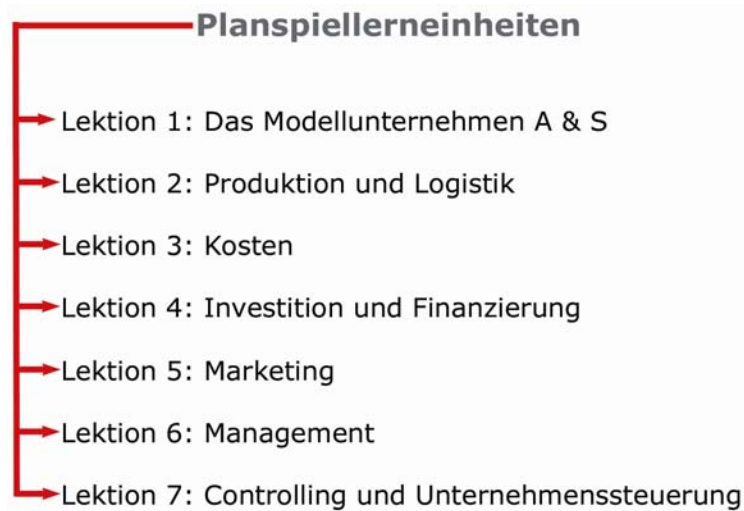 Planspiellerneinheiten
Lektion 1: Das Modellunternehmen A & S
Lektion 2: Produktion und Logistik
Lektion 3: Kosten
Lektion 4: Investition und Finanzierung
Lektion 5: Marketing
Lektion 6: Management
Lektion 7: Controlling und Unternehmenssteuerung